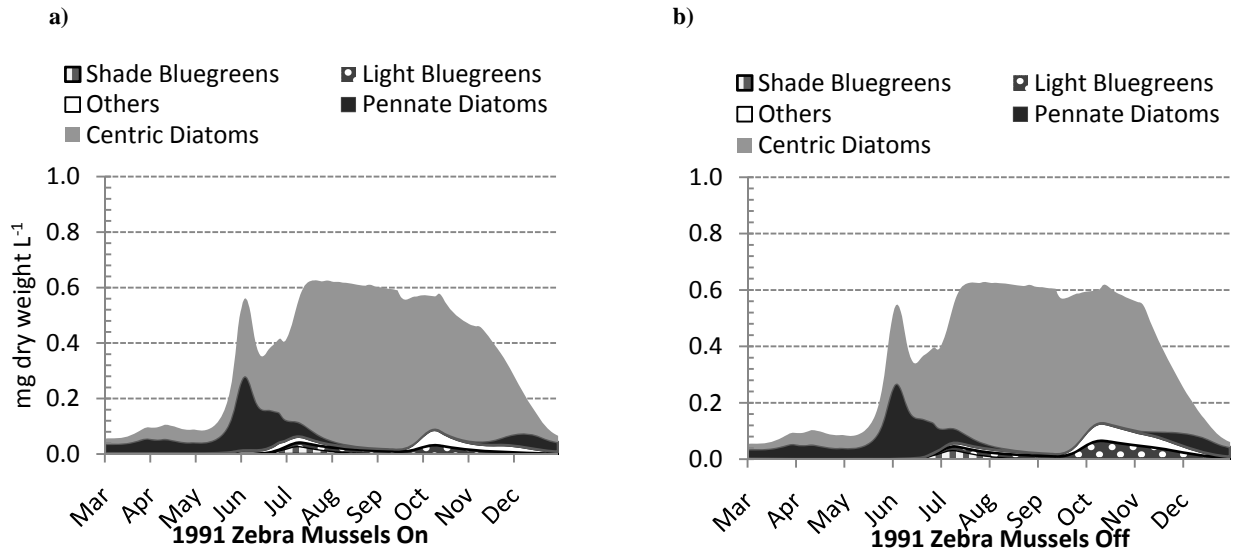 a)
Shade Bluegreens Light Bluegreens
Others Pennate Diatoms
Centric Diatoms
mg dry weight L⁻¹
1.0
0.8
0.6
0.4
0.2
0.0
Mar Apr May Jun Jul Aug Sep Oct Nov Dec
1991 Zebra Mussels On
b)
Shade Bluegreens Light Bluegreens
Others Pennate Diatoms
Centric Diatoms
1.0
0.8
0.6
0.4
0.2
0.0
Mar Apr May Jun Jul Aug Sep Oct Nov Dec
1991 Zebra Mussels Off